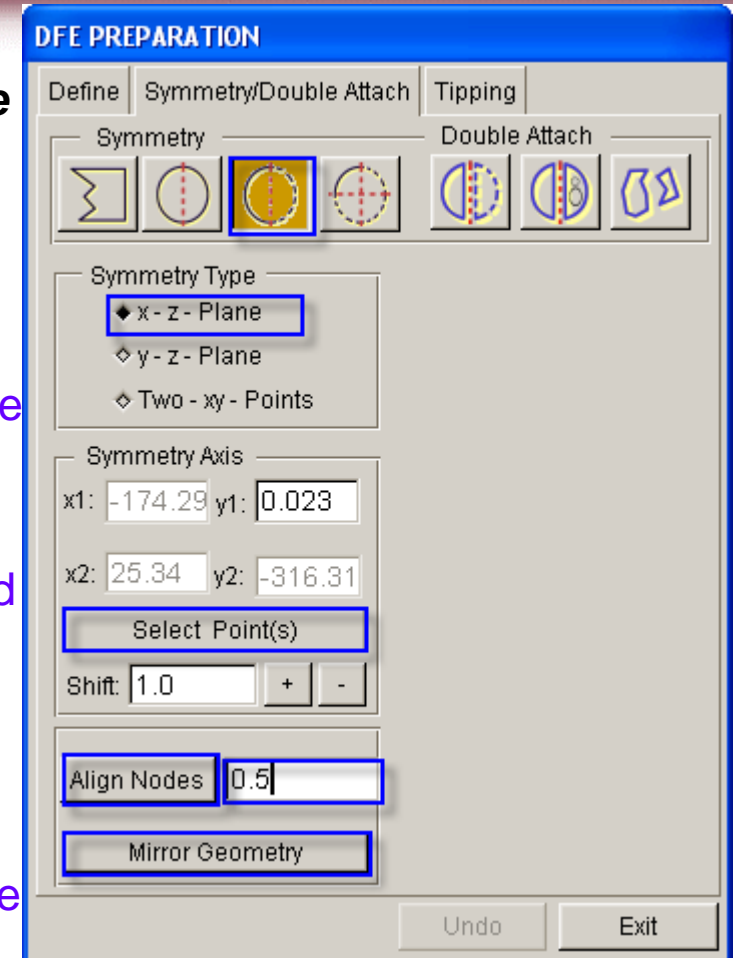 DFE PREPARATION
e
Define Symmetry/Double Attach Tipping
Symmetry Double Attach
Symmetry Type
x - z - Plane
y - z - Plane
e
Two - xy - Points
Symmetry Axis
x1: -174.29 y1: 0.023
x2: 25.34 y2: -316.31
d
Select Point(s)
Shift: 1.0 + -
Align Nodes 0.5
Mirror Geometry
e
Undo Exit